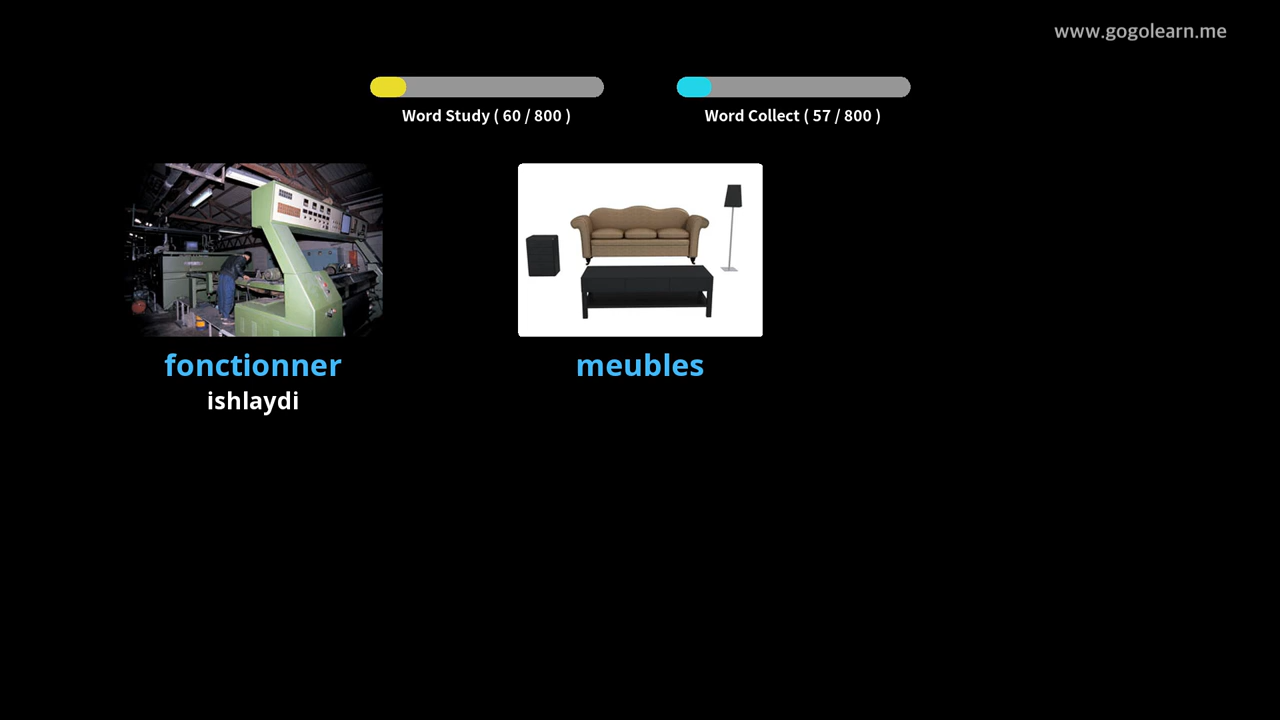 www.gogolearn.me
Word Study ( 60 / 800 )
Word Collect ( 57 / 800 )
fonctionner
meubles
ishlaydi